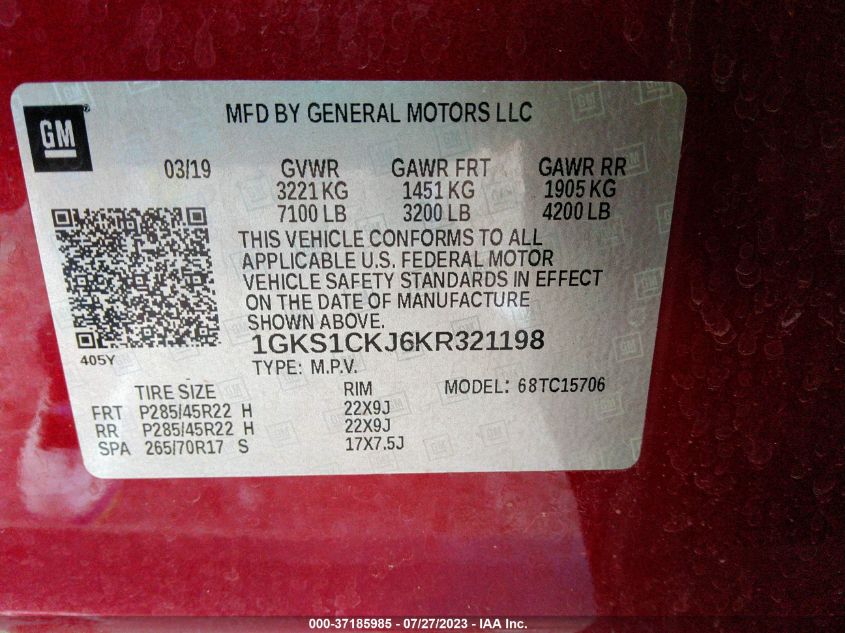 GM
MFD BY GENERAL MOTORS LLC
03/19 GVWR GAWR FRT GAWR RR
3221 KG 1451 KG 1905 KG
7100 LB 3200 LB 4200 LB
THIS VEHICLE CONFORMS TO ALL
APPLICABLE U.S. FEDERAL MOTOR
VEHICLE SAFETY STANDARDS IN EFFECT
ON THE DATE OF MANUFACTURE
SHOWN ABOVE.
405Y
1GKS1CKJ6KR321198
TYPE: M.P.V.
TIRE SIZE RIM MODEL: 68TC15706
FRT P285/45R22 H 22X9J
RR P285/45R22 H 22X9J
SPA 265/70R17 S 17X7.5J
000-37185985 - 07/27/2023 - IAA, Inc.